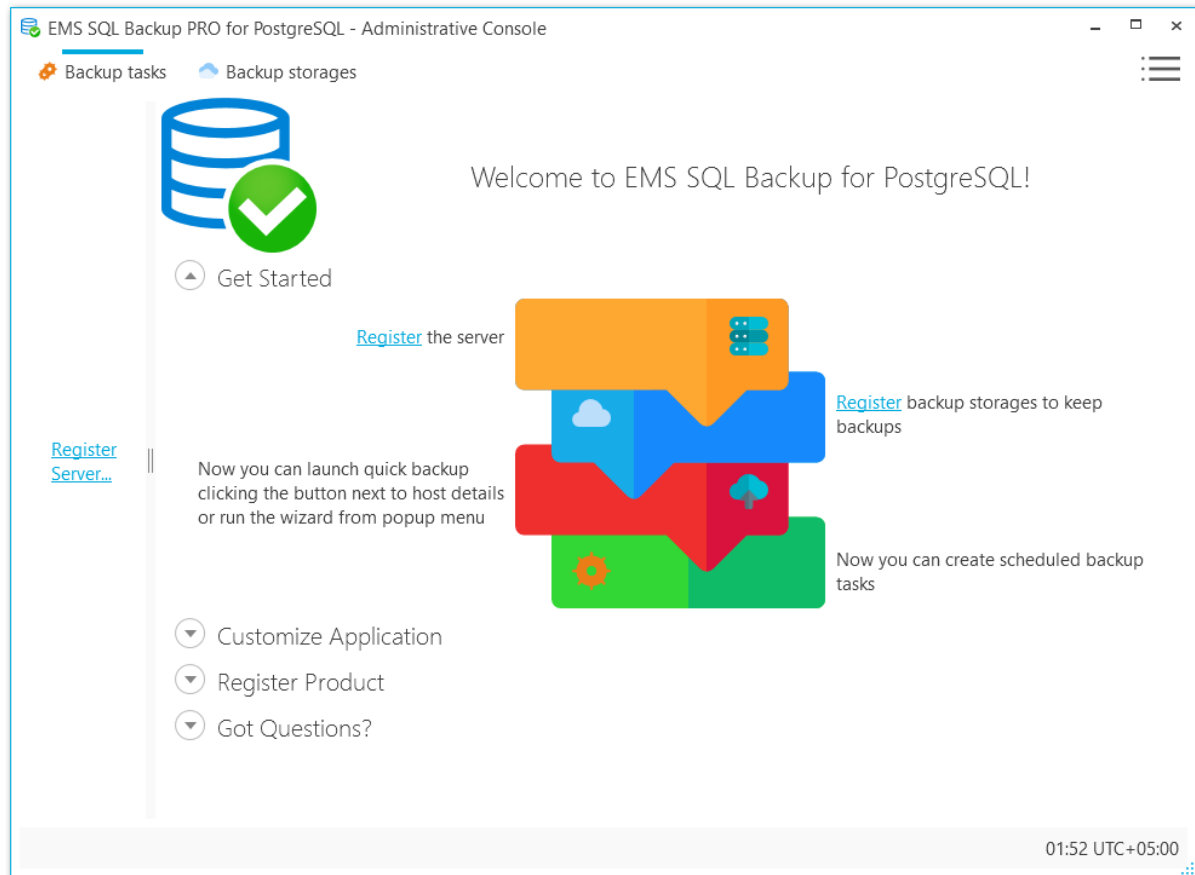 EMS SQL Backup PRO for PostgreSQL - Administrative Console
Backup tasks
Backup storages
Welcome to EMS SQL Backup for PostgreSQL!
Get Started
Register the server
Register backup storages to keep
backups
Register
Server...
Now you can launch quick backup
clicking the button next to host details
or run the wizard from popup menu
Now you can create scheduled backup
tasks
Customize Application
Register Product
Got Questions?
01:52 UTC+05:00